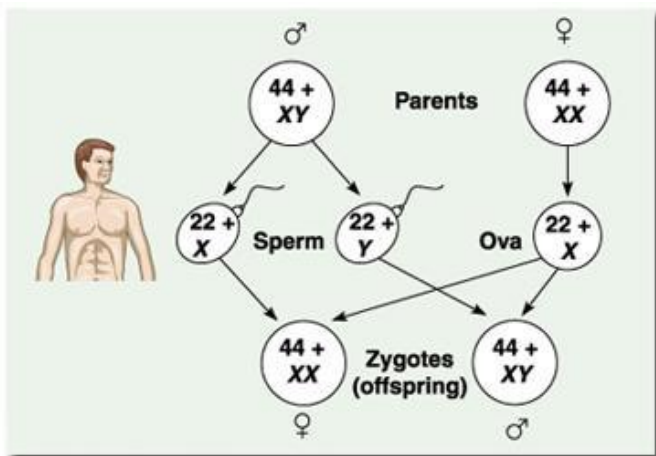 ♂ ♀
44 +
XY
Parents
44 +
XX
22 +
X
Sperm
22 +
Y
Ova
22 +
X
44 +
XX
Zygotes
(offspring)
44 +
XY
♀ ♂